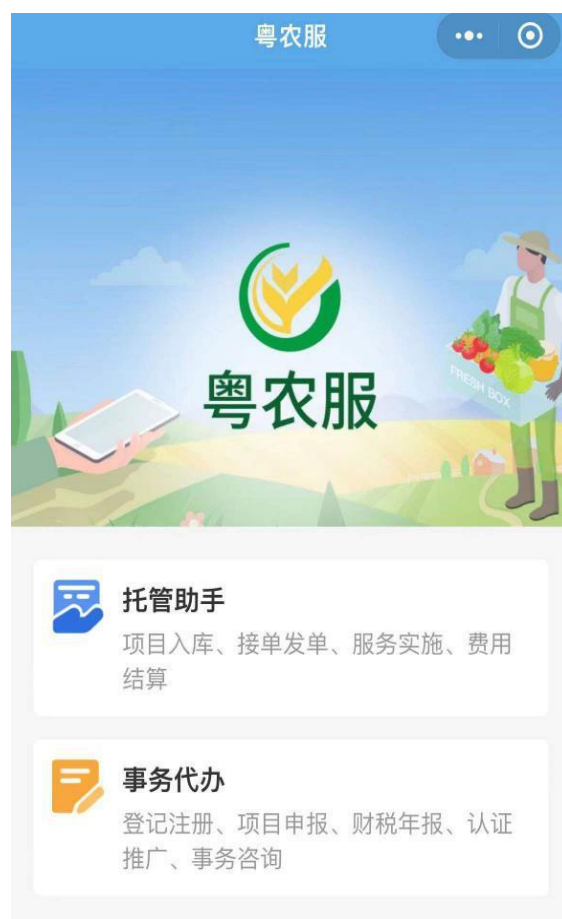 粤农服
粤农服
FRESH BOX
托管助手
项目入库、接单发单、服务实施、费用
结算
事务代办
登记注册、项目申报、财税年报、认证
推广、事务咨询